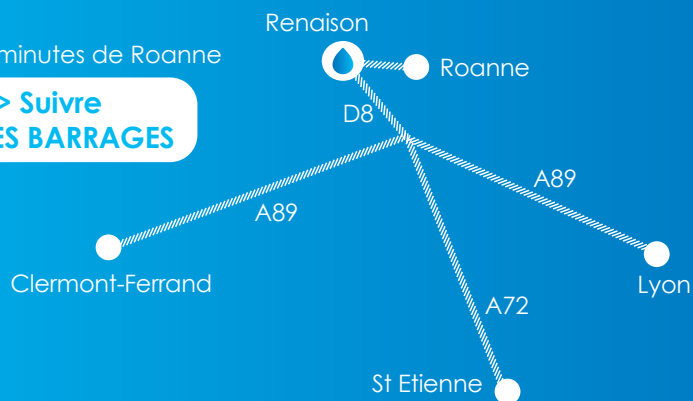 Renaison
minutes de Roanne
Roanne
> Suivre
ES BARRAGES
D8
A89
A89
Clermont-Ferrand
Lyon
A72
St Etienne